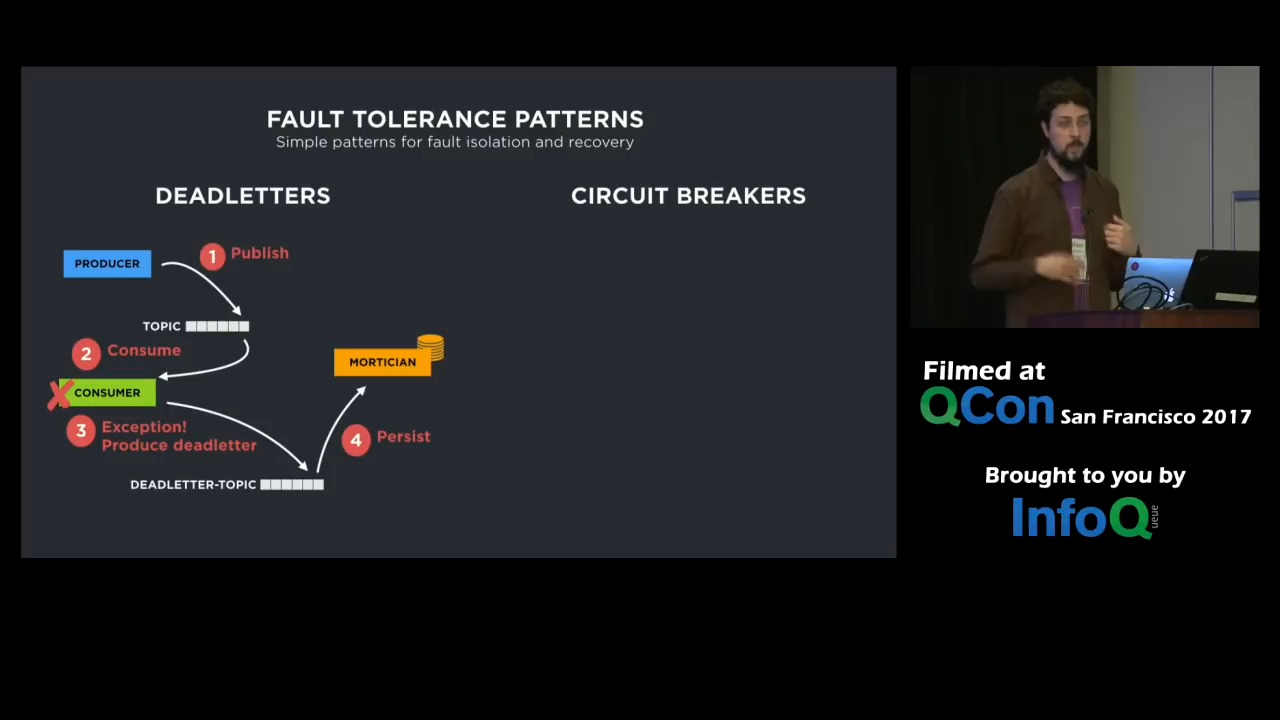 FAULT TOLERANCE PATTERNS
Simple patterns for fault isolation and recovery
DEADLETTERS
CIRCUIT BREAKERS
PRODUCER
1 Publish
TOPIC
2 Consume
CONSUMER
MORTICIAN
3 Exception!
Produce deadletter
4 Persist
DEADLETTER-TOPIC
Filmed at
QCon San Francisco 2017
Brought to you by
InfoQueue